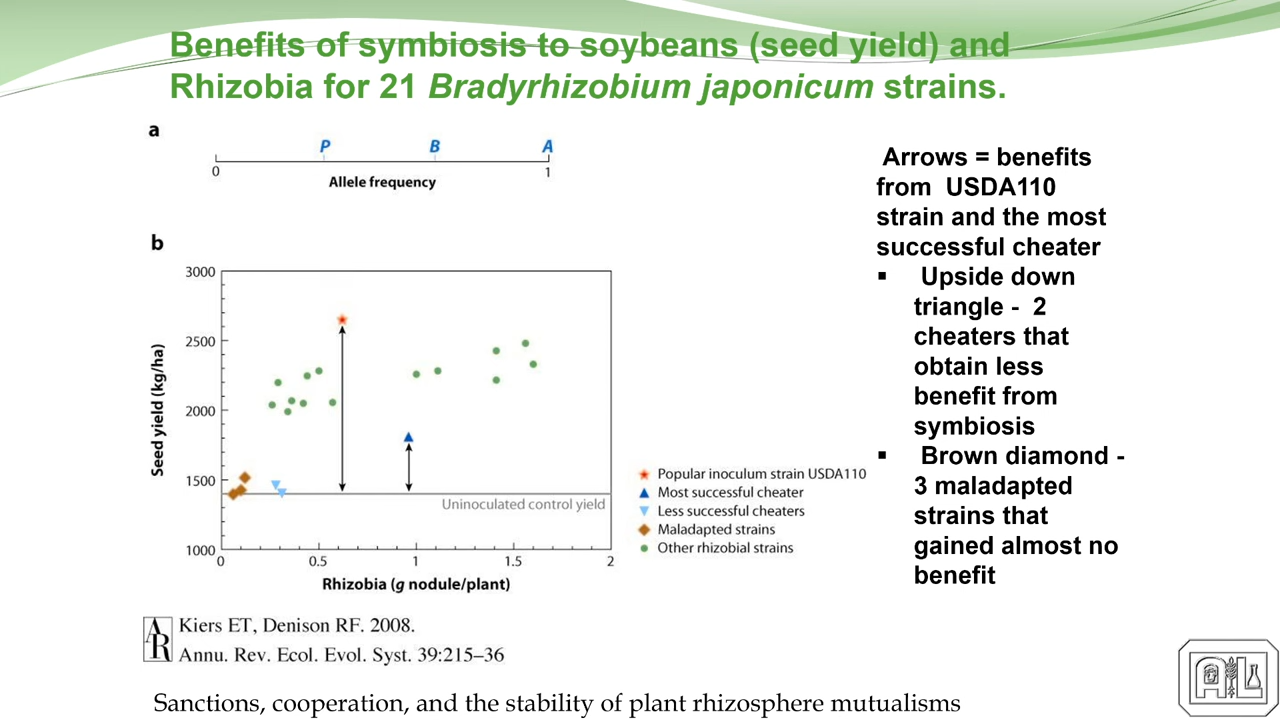 Benefits of symbiosis to soybeans (seed yield) and
Rhizobia for 21 Bradyrhizobium japonicum strains.
a
P B A
0 1
Allele frequency
b
3000
2500
2000
1500
1000
Seed yield (kg/ha)
Uninoculated control yield
0 0.5 1 1.5 2
Rhizobia (g nodule/plant)
Popular inoculum strain USDA110
Most successful cheater
Less successful cheaters
Maladapted strains
Other rhizobial strains
Arrows = benefits
from USDA110
strain and the most
successful cheater
▪ Upside down
triangle - 2
cheaters that
obtain less
benefit from
symbiosis
▪ Brown diamond -
3 maladapted
strains that
gained almost no
benefit
AR
Kiers ET, Denison RF. 2008.
Annu. Rev. Ecol. Evol. Syst. 39:215–36
Sanctions, cooperation, and the stability of plant rhizosphere mutualisms